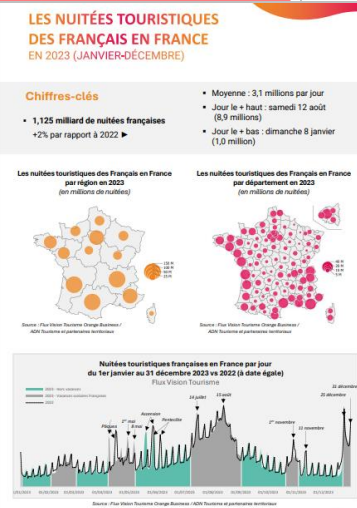 LES NUITÉES TOURISTIQUES
DES FRANÇAIS EN FRANCE
EN 2023 (JANVIER-DÉCEMBRE)
Chiffres-clés
▪ 1,125 milliard de nuitées françaises
+2% par rapport à 2022 ►
▪ Moyenne : 3,1 millions par jour
▪ Jour le + haut : samedi 12 août
(8,9 millions)
▪ Jour le + bas : dimanche 8 janvier
(1,0 million)
Les nuitées touristiques des Français en France
par région en 2023
(en millions de nuitées)
Source : Flux Vision Tourisme Orange Business /
ADN Tourisme et partenaires territoriaux
Les nuitées touristiques des Français en France
par département en 2023
(en millions de nuitées)
Source : Flux Vision Tourisme Orange Business /
ADN Tourisme et partenaires territoriaux
Nuitées touristiques françaises en France par jour
du 1er janvier au 31 décembre 2023 vs 2022 (à date égale)
Flux Vision Tourisme
31 décembre
25 décembre
14 juillet
15 août
Ascension
Pentecôte
Pâques
1er mai
8 mai
1er novembre
11 novembre
Source : Flux Vision Tourisme Orange Business / ADN Tourisme et partenaires territoriaux